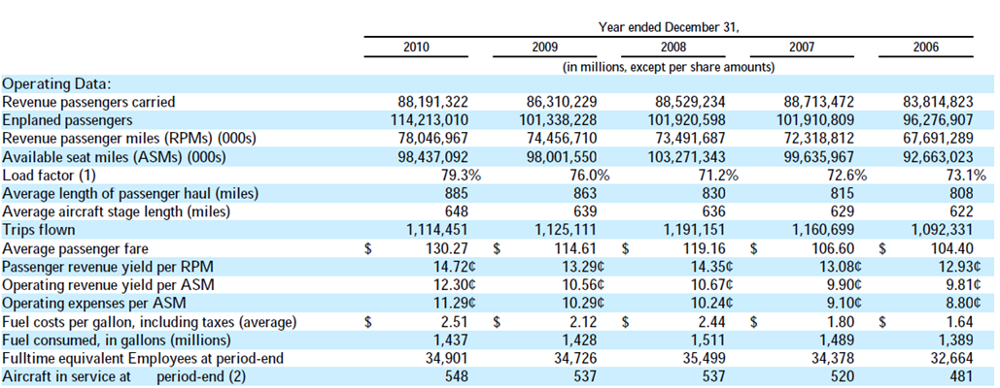 Year ended December 31,
2010 2009 2008 2007 2006
(in millions, except per share amounts)
Operating Data:
Revenue passengers carried 88,191,322 86,310,229 88,529,234 88,713,472 83,814,823
Enplaned passengers 114,213,010 101,338,228 101,920,598 101,910,809 96,276,907
Revenue passenger miles (RPMs) (000s) 78,046,967 74,456,710 73,491,687 72,318,812 67,691,289
Available seat miles (ASMs) (000s) 98,437,092 98,001,550 103,271,343 99,635,967 92,663,023
Load factor (1) 79.3% 76.0% 71.2% 72.6% 73.1%
Average length of passenger haul (miles) 885 863 830 815 808
Average aircraft stage length (miles) 648 639 636 629 622
Trips flown 1,114,451 1,125,111 1,191,151 1,160,699 1,092,331
Average passenger fare $ 130.27 $ 114.61 $ 119.16 $ 106.60 $ 104.40
Passenger revenue yield per RPM 14.72¢ 13.29¢ 14.35¢ 13.08¢ 12.93¢
Operating revenue yield per ASM 12.30¢ 10.56¢ 10.67¢ 9.90¢ 9.81¢
Operating expenses per ASM 11.29¢ 10.29¢ 10.24¢ 9.10¢ 8.80¢
Fuel costs per gallon, including taxes (average) $ 2.51 $ 2.12 $ 2.44 $ 1.80 $ 1.64
Fuel consumed, in gallons (millions) 1,437 1,428 1,511 1,489 1,389
Fulltime equivalent Employees at period-end 34,901 34,726 35,499 34,378 32,664
Aircraft in service at period-end (2) 548 537 537 520 481